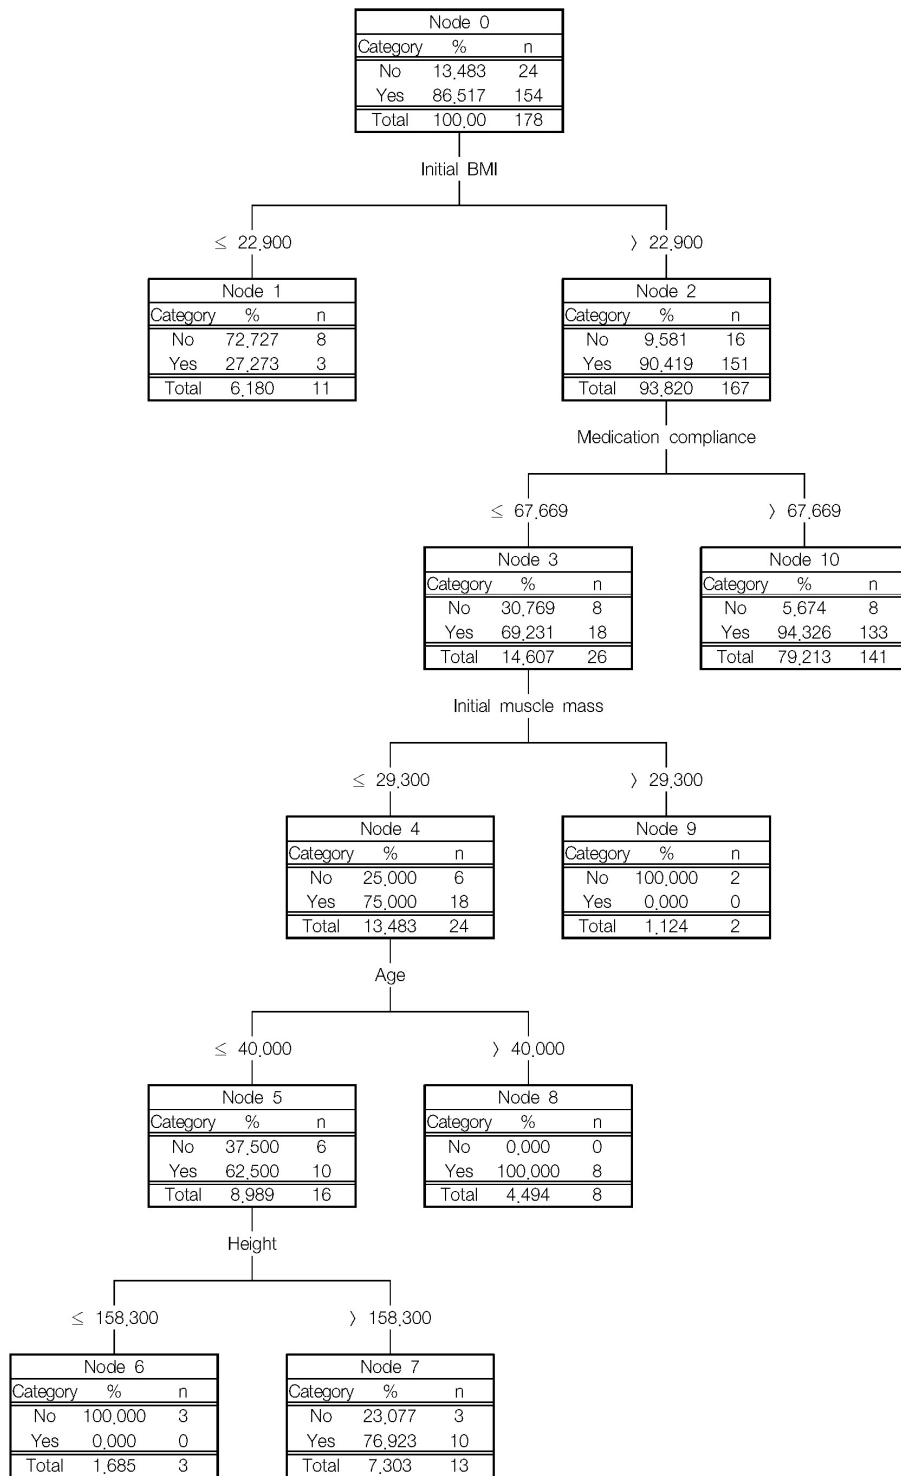 Node 0
Category % n
No 13.483 24
Yes 86.517 154
Total 100.00 178
Initial BMI
≤ 22.900
> 22.900
Node 1
Category % n
No 72.727 8
Yes 27.273 3
Total 6.180 11
Node 2
Category % n
No 9.581 16
Yes 90.419 151
Total 93.820 167
Medication compliance
≤ 67.669
> 67.669
Node 3
Category % n
No 30.769 8
Yes 69.231 18
Total 14.607 26
Node 10
Category % n
No 5.674 8
Yes 94.326 133
Total 79.213 141
Initial muscle mass
≤ 29.300
> 29.300
Node 4
Category % n
No 25.000 6
Yes 75.000 18
Total 13.483 24
Node 9
Category % n
No 100.000 2
Yes 0.000 0
Total 1.124 2
Age
≤ 40.000
> 40.000
Node 5
Category % n
No 37.500 6
Yes 62.500 10
Total 8.989 16
Node 8
Category % n
No 0.000 0
Yes 100.000 8
Total 4.494 8
Height
≤ 158.300
> 158.300
Node 6
Category % n
No 100.000 3
Yes 0.000 0
Total 1.685 3
Node 7
Category % n
No 23.077 3
Yes 76.923 10
Total 7.303 13